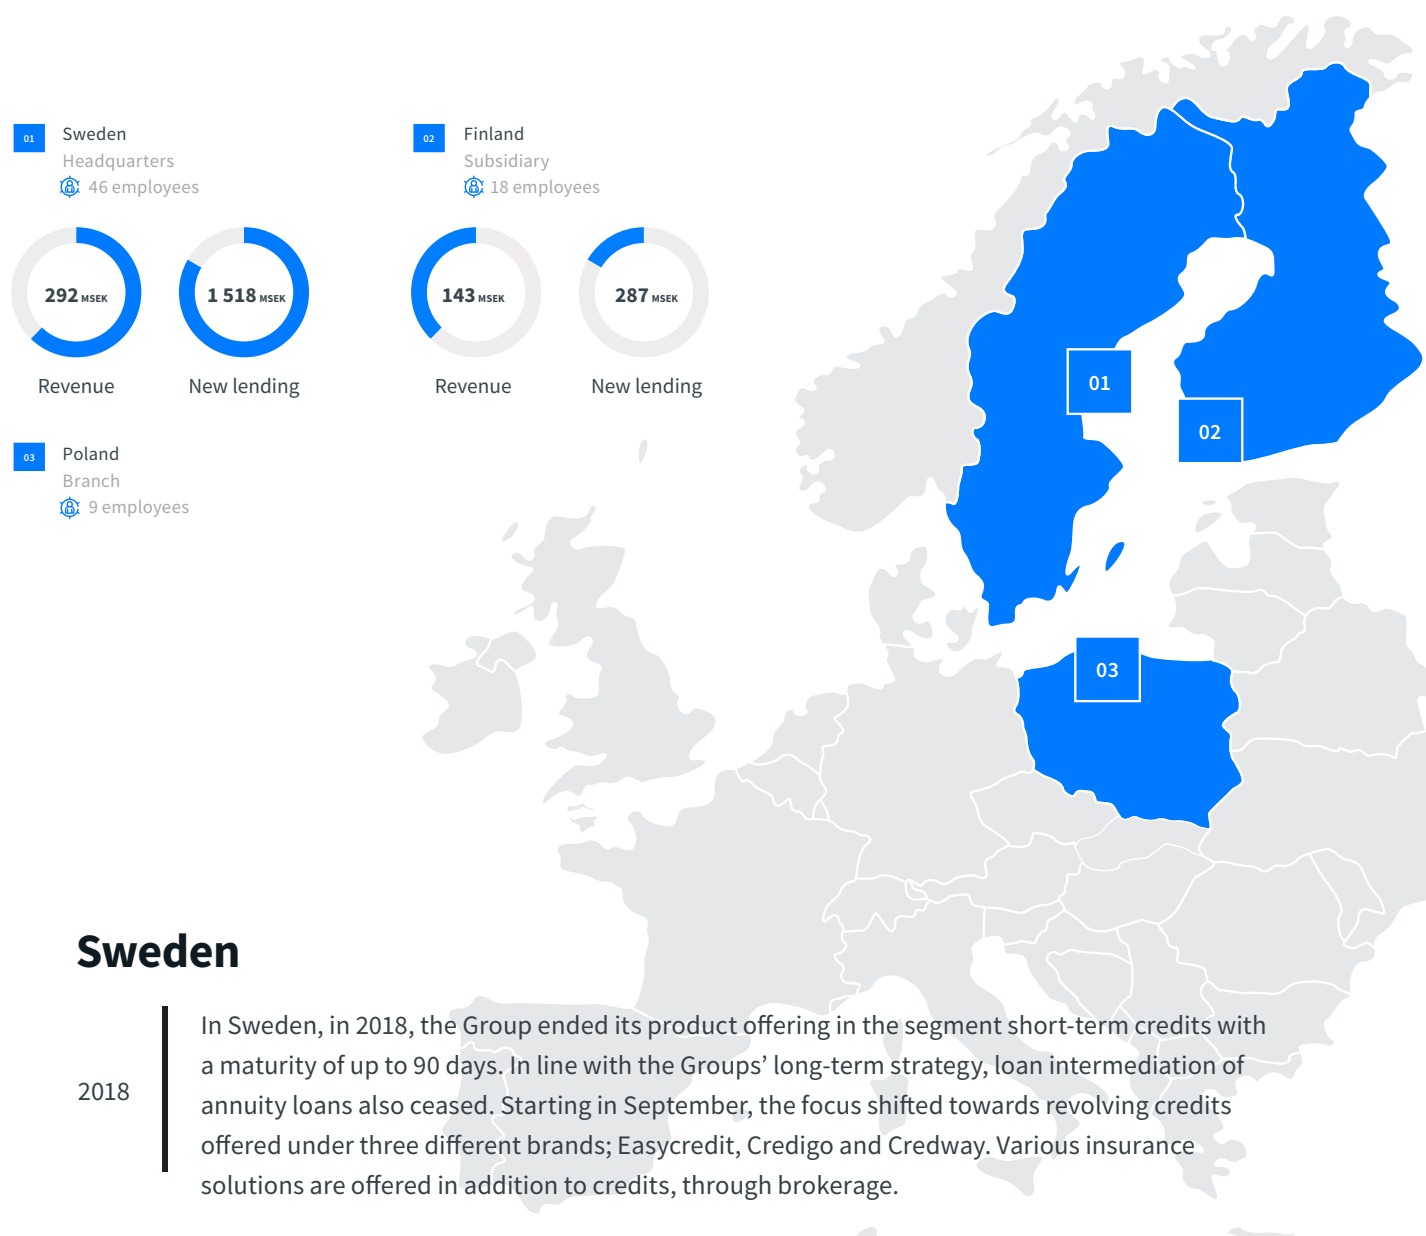 01
Sweden
Headquarters
46 employees
292 MSEK
Revenue
1 518 MSEK
New lending
02
Finland
Subsidiary
18 employees
143 MSEK
Revenue
287 MSEK
New lending
03
Poland
Branch
9 employees
01
02
03
Sweden
2018
In Sweden, in 2018, the Group ended its product offering in the segment short-term credits with
a maturity of up to 90 days. In line with the Groups’ long-term strategy, loan intermediation of
annuity loans also ceased. Starting in September, the focus shifted towards revolving credits
offered under three different brands; Easycredit, Credigo and Credway. Various insurance
solutions are offered in addition to credits, through brokerage.